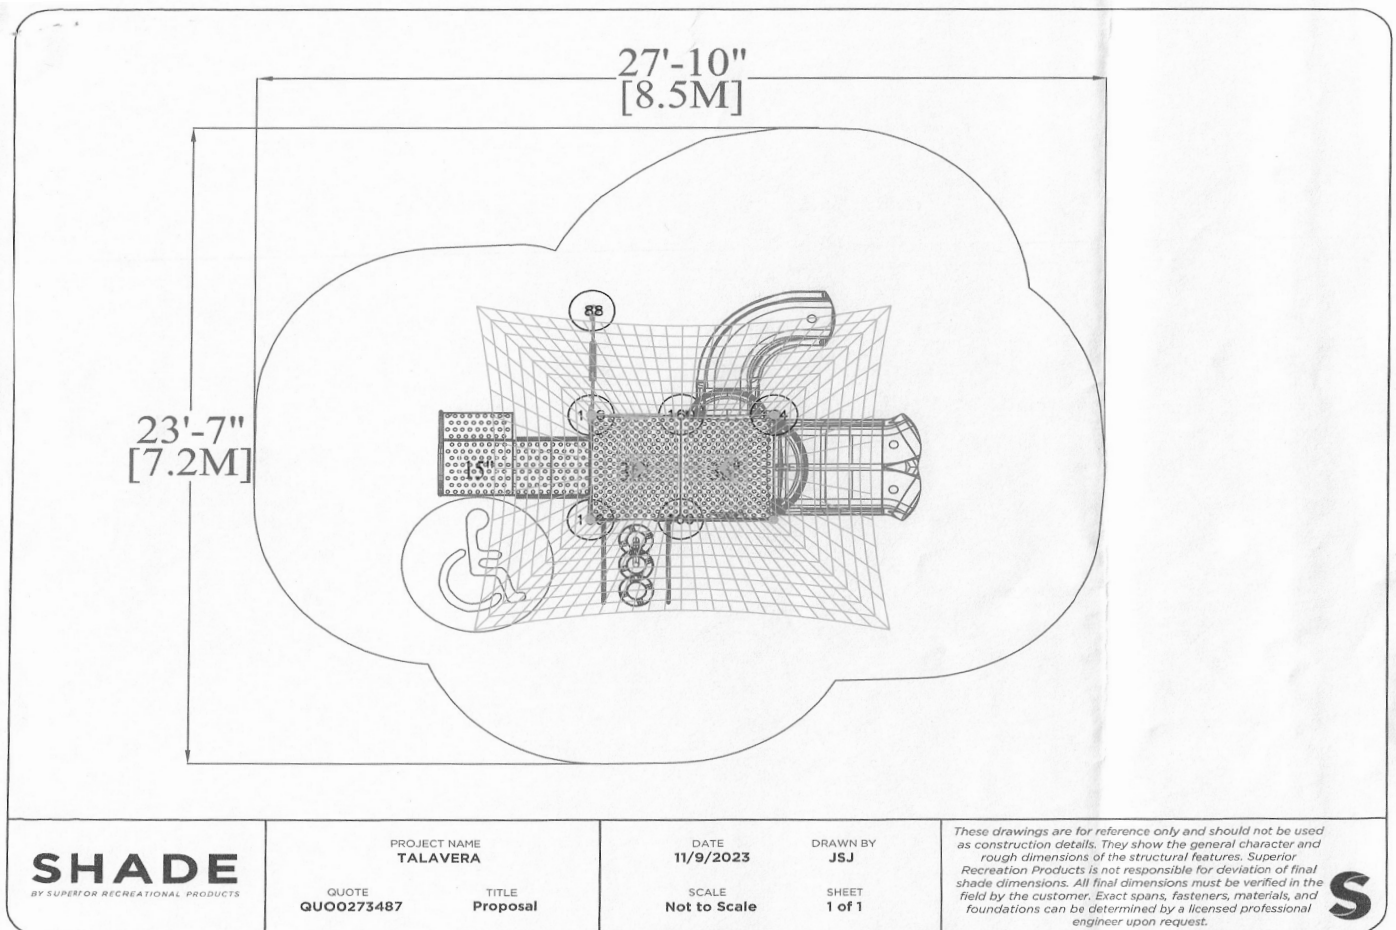 27'-10"
[8.5M]
23'-7"
[7.2M]
88
160
15"
100
SHADE
BY SUPERIOR RECREATIONAL PRODUCTS
PROJECT NAME
TALAVERA
QUOTE
QUO0273487
TITLE
Proposal
DATE
11/9/2023
DRAWN BY
JSJ
SCALE
Not to Scale
SHEET
1 of 1
These drawings are for reference only and should not be used
as construction details. They show the general character and
rough dimensions of the structural features. Superior
Recreation Products is not responsible for deviation of final
shade dimensions. All final dimensions must be verified in the
field by the customer. Exact spans, fasteners, materials, and
foundations can be determined by a licensed professional
engineer upon request.
S